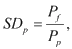 SD_p = P_f / P_p,